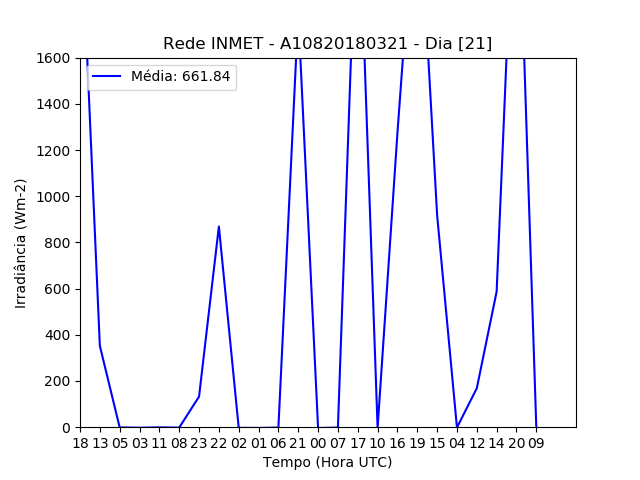 Rede INMET - A10820180321 - Dia [21]
Média: 661.84
1600
1400
1200
1000
800
600
400
200
0
Irradiância (Wm-2)
18 13 05 03 11 08 23 22 02 01 06 21 00 07 17 10 16 19 15 04 12 14 20 09
Tempo (Hora UTC)